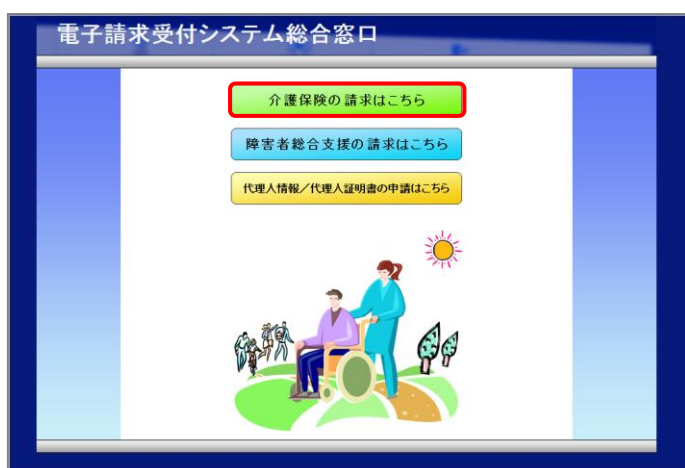 電子請求受付システム総合窓口
介護保険の請求はこちら
障害者総合支援の請求はこちら
代理人情報／代理人証明書の申請はこちら